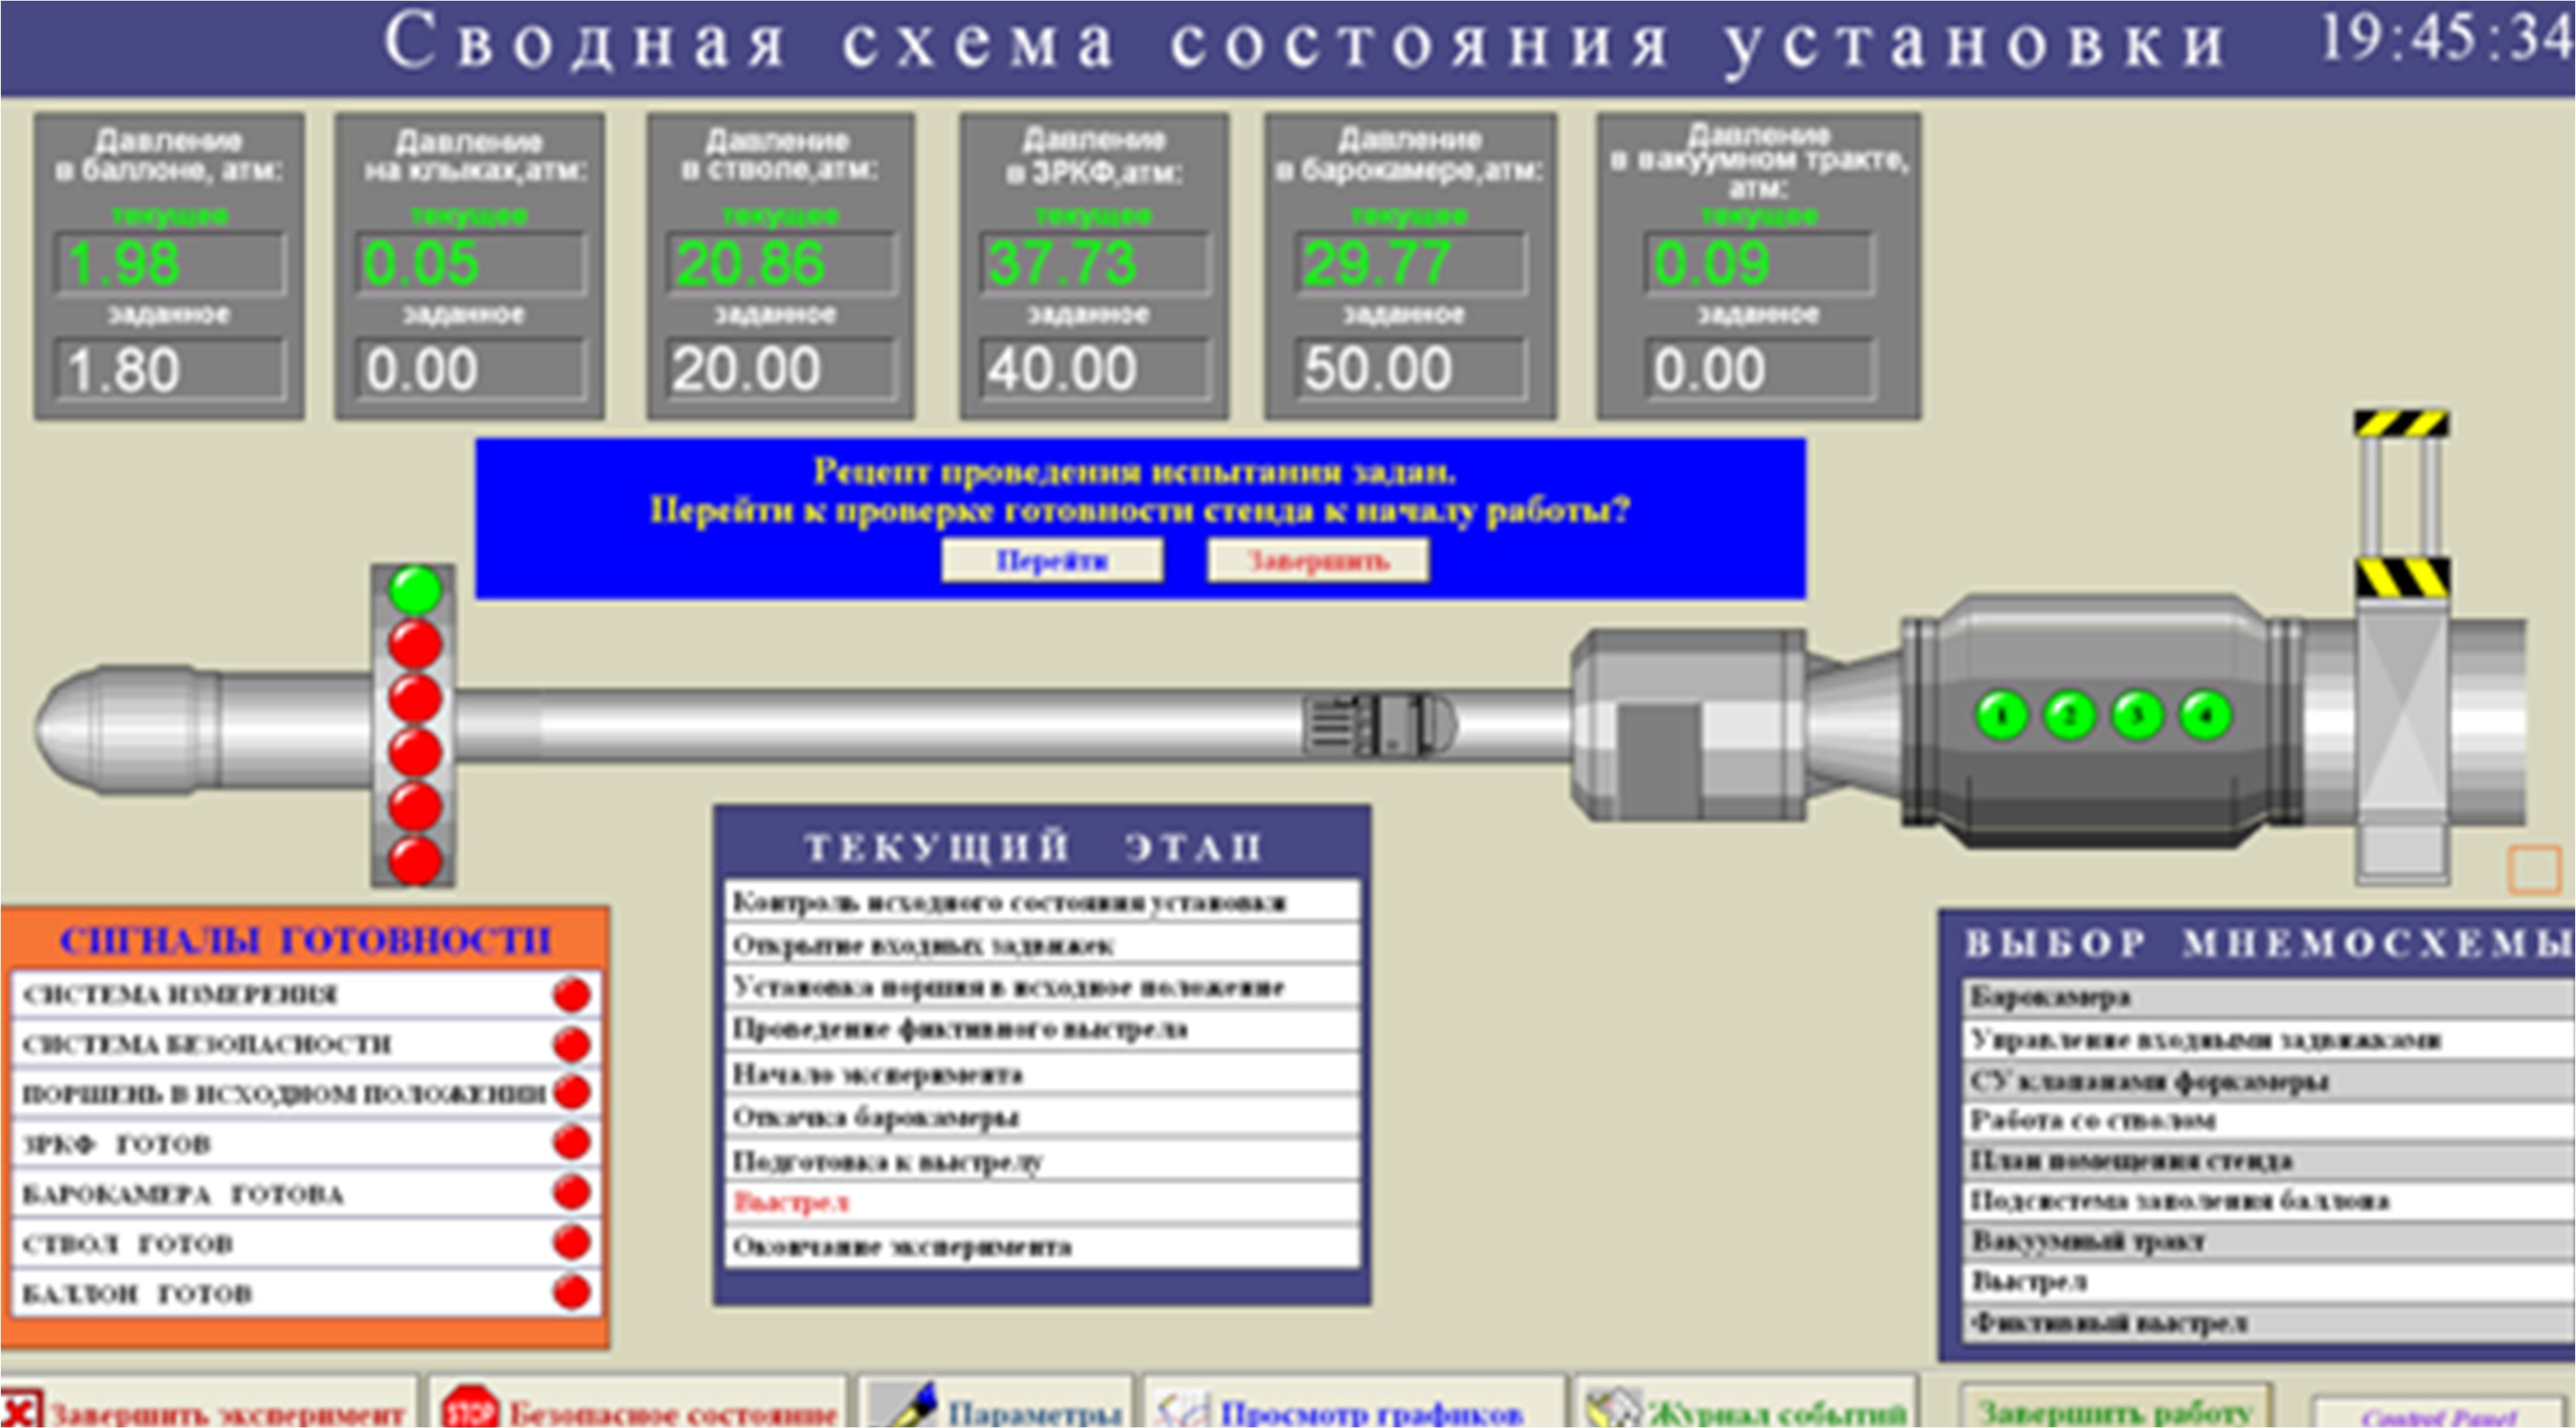 Сводная схема состояния установки 19:45:34
Давление
в баллоне, атм:
текущее
1.98
заданное
1.80
Давление
на клыках,атм:
текущее
0.05
заданное
0.00
Давление
в стволе,атм:
текущее
20.86
заданное
20.00
Давление
в ЗРКФ,атм:
текущее
37.73
заданное
40.00
Давление
в барокамере,атм:
текущее
29.77
заданное
50.00
Давление
в вакуумном тракте,
атм:
текущее
0.09
заданное
0.00
Рецепт проведения испытания задан.
Перейти к проверке готовности стенда к началу работы?
Перейти Завершить
1 2 3 4
СИГНАЛЫ ГОТОВНОСТИ
СИСТЕМА ИЗМЕРЕНИЯ
СИСТЕМА БЕЗОПАСНОСТИ
ПОРШЕНЬ В ИСХОДНОМ ПОЛОЖЕНИИ
ЗРКФ ГОТОВ
БАРОКАМЕРА ГОТОВА
СТВОЛ ГОТОВ
БАЛЛОН ГОТОВ
ТЕКУЩИЙ ЭТАП
Контроль исходного состояния установки
Открытие входных задвижек
Установка поршня в исходное положение
Проведение фиктивного выстрела
Начало эксперимента
Откачка барокамеры
Подготовка к выстрелу
Выстрел
Окончание эксперимента
ВЫБОР МНЕМОСХЕМЫ
Барокамера
Управление входными задвижками
СУ клапанами форкамеры
Работа со стволом
План помещения стенда
Подсистема заполения баллона
Вакуумный тракт
Выстрел
Фиктивный выстрел
Завершить эксперимент
STOP Безопасное состояние
Параметры
Просмотр графиков
Журнал событий
Завершить работу
Control Panel